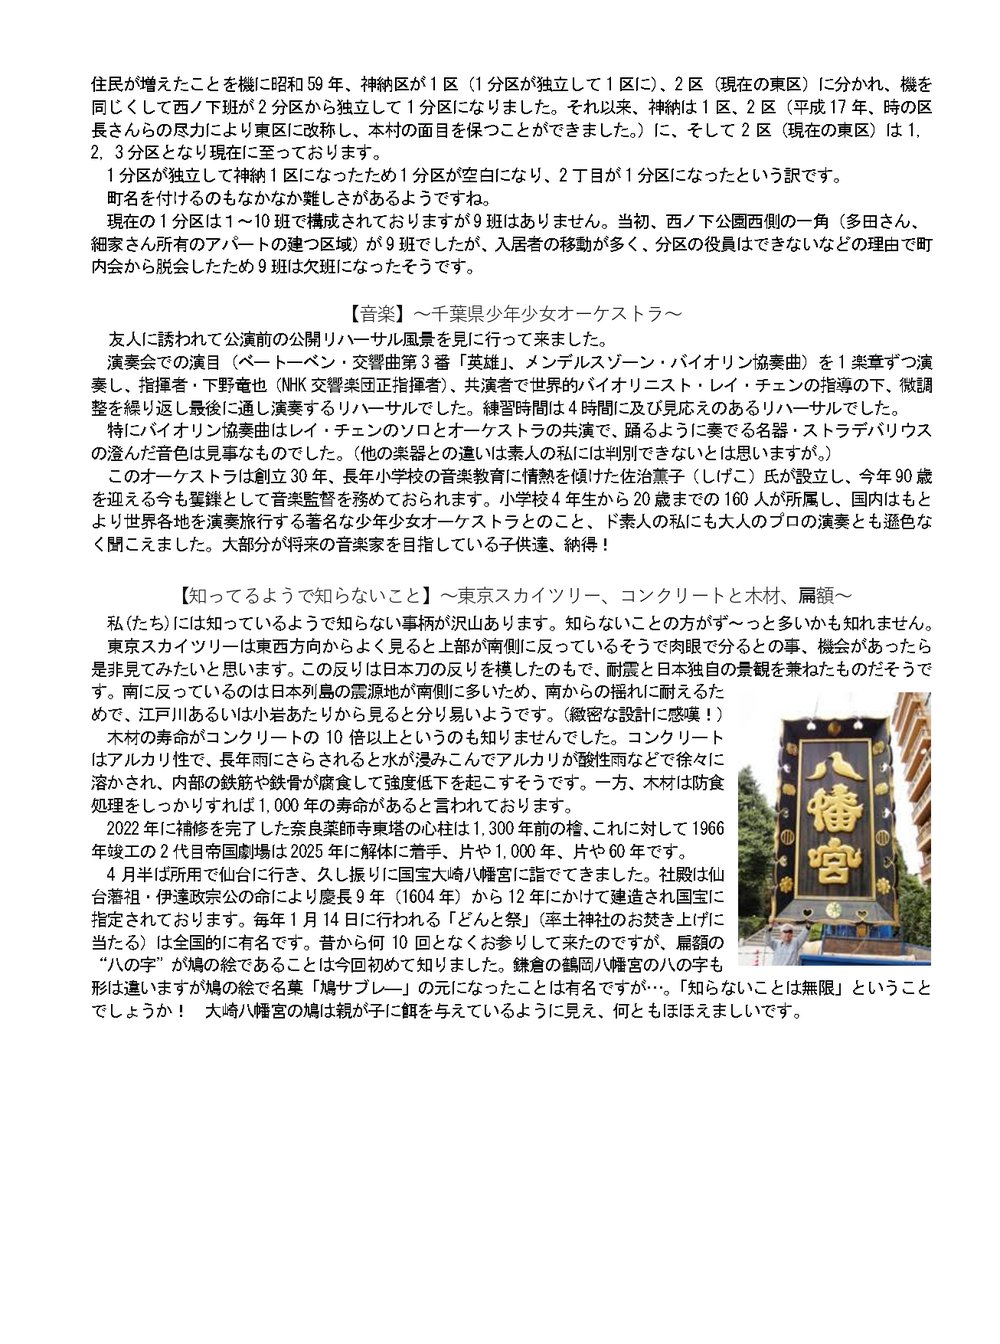 住民が増えたことを機に昭和59年、神納区が1区（1分区が独立して1区に）、2区（現在の東区）に分かれ、機を
同じくして西ノ下班が2分区から独立して1分区になりました。それ以来、神納は1区、2区（平成17年、時の区
長さんらの尽力により東区に改称し、本村の面目を保つことができました。）に、そして2区（現在の東区）は1，
2，3分区となり現在に至っております。
1分区が独立して神納1区になったため1分区が空白になり、2丁目が1分区になったという訳です。
町名を付けるのもなかなか難しさがあるようですね。
現在の1分区は１～10班で構成されておりますが9班はありません。当初、西ノ下公園西側の一角（多田さん、
細家さん所有のアパートの建つ区域）が9班でしたが、入居者の移動が多く、分区の役員はできないなどの理由で町
内会から脱会したため9班は欠班になったそうです。
【音楽】～千葉県少年少女オーケストラ～
友人に誘われて公演前の公開リハーサル風景を見に行って来ました。
演奏会での演目（ベートーベン・交響曲第3番「英雄」、メンデルスゾーン・バイオリン協奏曲）を1楽章ずつ演
奏し、指揮者・下野竜也（NHK交響楽団正指揮者）、共演者で世界的バイオリニスト・レイ・チェンの指導の下、微調
整を繰り返し最後に通し演奏するリハーサルでした。練習時間は4時間に及び見応えのあるリハーサルでした。
特にバイオリン協奏曲はレイ・チェンのソロとオーケストラの共演で、踊るように奏でる名器・ストラデバリウス
の澄んだ音色は見事なものでした。（他の楽器との違いは素人の私には判別できないとは思いますが。）
このオーケストラは創立30年、長年小学校の音楽教育に情熱を傾けた佐治薫子（しげこ）氏が設立し、今年90歳
を迎える今も矍鑠として音楽監督を務めておられます。小学校4年生から20歳までの160人が所属し、国内はもと
より世界各地を演奏旅行する著名な少年少女オーケストラとのこと、ド素人の私にも大人のプロの演奏とも遜色な
く聞こえました。大部分が将来の音楽家を目指している子供達、納得！
【知ってるようで知らないこと】～東京スカイツリー、コンクリートと木材、扁額～
私(たち)には知っているようで知らない事柄が沢山あります。知らないことの方がず～っと多いかも知れません。
東京スカイツリーは東西方向からよく見ると上部が南側に反っているそうで肉眼で分るとの事、機会があったら
是非見てみたいと思います。この反りは日本刀の反りを模したのもで、耐震と日本独自の景観を兼ねたものだそうで
す。南に反っているのは日本列島の震源地が南側に多いため、南からの揺れに耐えるた
めで、江戸川あるいは小岩あたりから見ると分り易いようです。（緻密な設計に感嘆！）
木材の寿命がコンクリートの10倍以上というのも知りませんでした。コンクリート
はアルカリ性で、長年雨にさらされると水が浸みこんでアルカリが酸性雨などで徐々に
溶かされ、内部の鉄筋や鉄骨が腐食して強度低下を起こすそうです。一方、木材は防食
処理をしっかりすれば1,000年の寿命があると言われております。
2022年に補修を完了した奈良薬師寺東塔の心柱は1,300年前の檜、これに対して1966
年竣工の2代目帝国劇場は2025年に解体に着手、片や1,000年、片や60年です。
4月半ば所用で仙台に行き、久し振りに国宝大崎八幡宮に詣でてきました。社殿は仙
台藩祖・伊達政宗公の命により慶長9年（1604年）から12年にかけて建造され国宝に
指定されております。毎年1月14日に行われる「どんと祭」（率土神社のお焚き上げに
当たる）は全国的に有名です。昔から何10回となくお参りして来たのですが、扁額の
“八の字”が鳩の絵であることは今回初めて知りました。鎌倉の鶴岡八幡宮の八の字も
形は違いますが鳩の絵で名菓「鳩サブレ―」の元になったことは有名ですが…。「知らないことは無限」ということ
でしょうか！　大崎八幡宮の鳩は親が子に餌を与えているように見え、何ともほほえましいです。
八幡宮